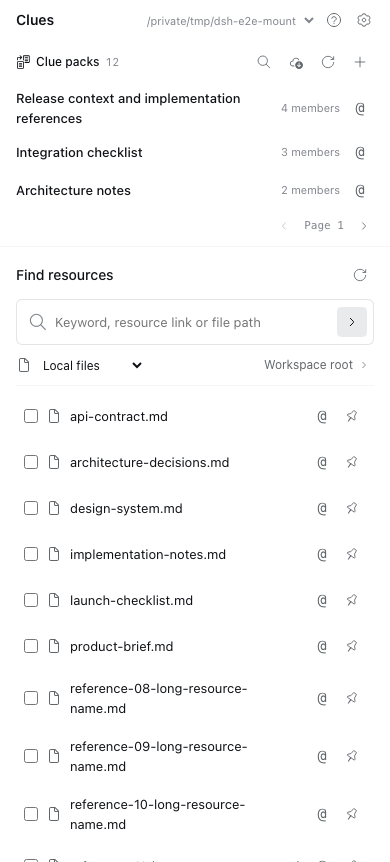 Clues
/private/tmp/dsh-e2e-mount
Clue packs 12
Release context and implementation
references
4 members @
Integration checklist 3 members @
Architecture notes 2 members @
Page 1
Find resources
Keyword, resource link or file path
Local files
Workspace root
api-contract.md @
architecture-decisions.md @
design-system.md @
implementation-notes.md @
launch-checklist.md @
product-brief.md @
reference-08-long-resource-
name.md @
reference-09-long-resource-
name.md @
reference-10-long-resource-
name.md @